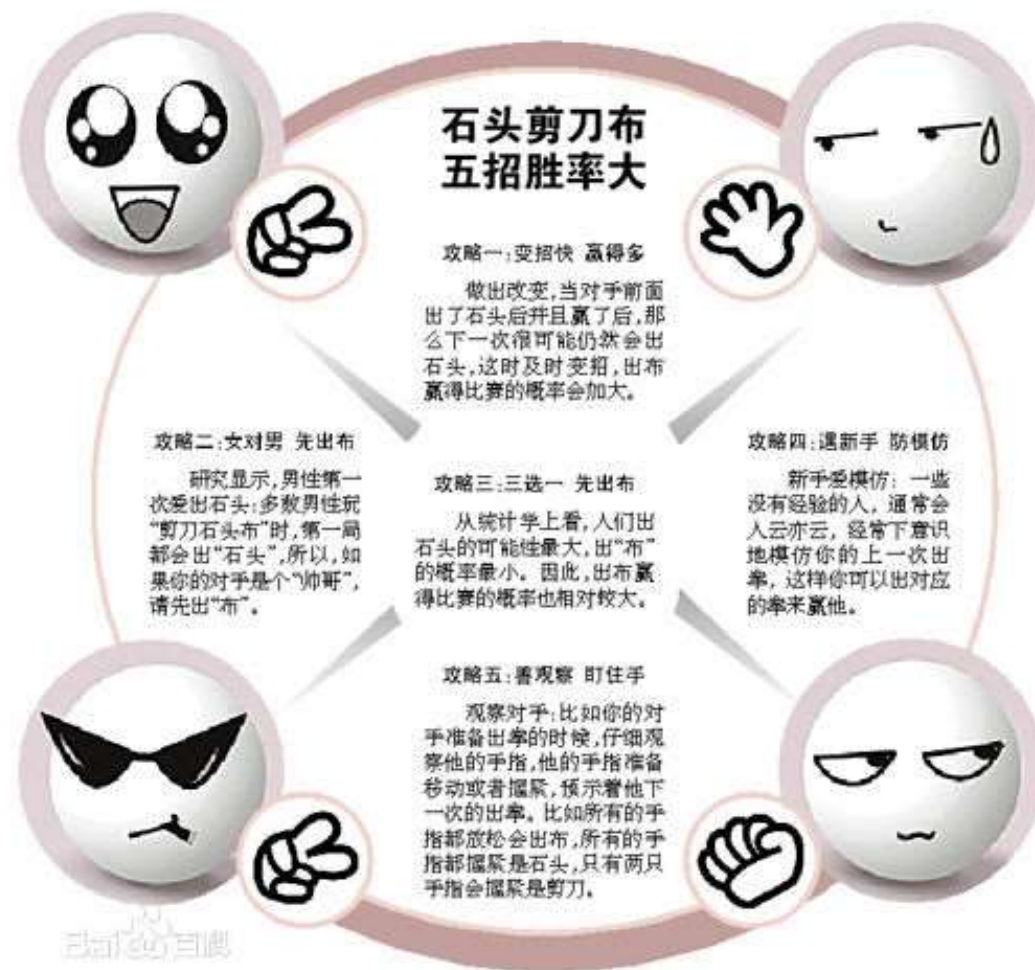 石头剪刀布
五招胜率大
攻略一:变招快 赢得多
做出改变,当对手前面
出了石头后并且赢了后,那
么下一次很可能仍然会出
石头,这时及时变招,出布
赢得比赛的概率会加大。
攻略二:女对男 先出布
研究显示,男性第一
次爱出石头:多数男性玩
“剪刀石头布”时,第一局
都会出“石头”,所以,如
果你的对手是个“帅哥”,
请先出“布”。
攻略三:三选一 先出布
从统计学上看,人们出
石头的可能性最大,出“布”
的概率最小。因此,出布赢
得比赛的概率也相对较大。
攻略四:遇新手 防模仿
新手爱模仿:一些
没有经验的人,通常会
人云亦云,经常下意识
地模仿你的上一次出
拳,这样你可以出对应
的拳来赢他。
攻略五:善观察 盯住手
观察对手:比如你的对
手准备出拳的时候,仔细观
察他的手指,他的手指准备
移动或者握紧,预示着他下
一次的出拳。比如所有的手
指都放松会出布,所有的手
指都握紧是石头,只有两只
手指会握紧是剪刀。
Bai 百科